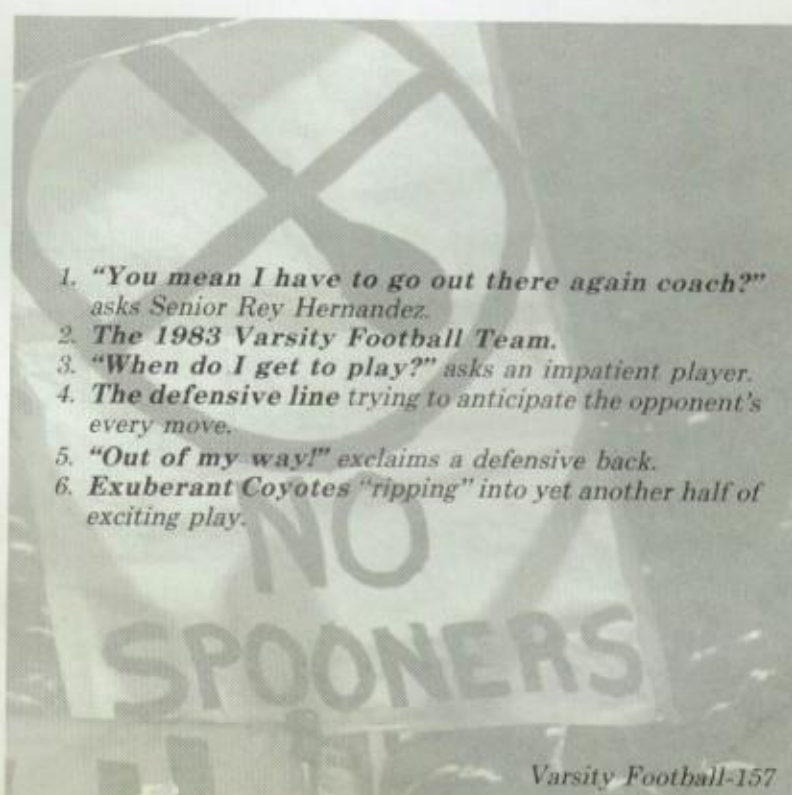 1. "You mean I have to go out there again coach?"
asks Senior Rey Hernandez.
2. The 1983 Varsity Football Team.
3. "When do I get to play?" asks an impatient player.
4. The defensive line trying to anticipate the opponent's
every move.
5. "Out of my way!" exclaims a defensive back.
6. Exuberant Coyotes "ripping" into yet another half of
exciting play.
NO
SPOONERS
Varsity Football-157